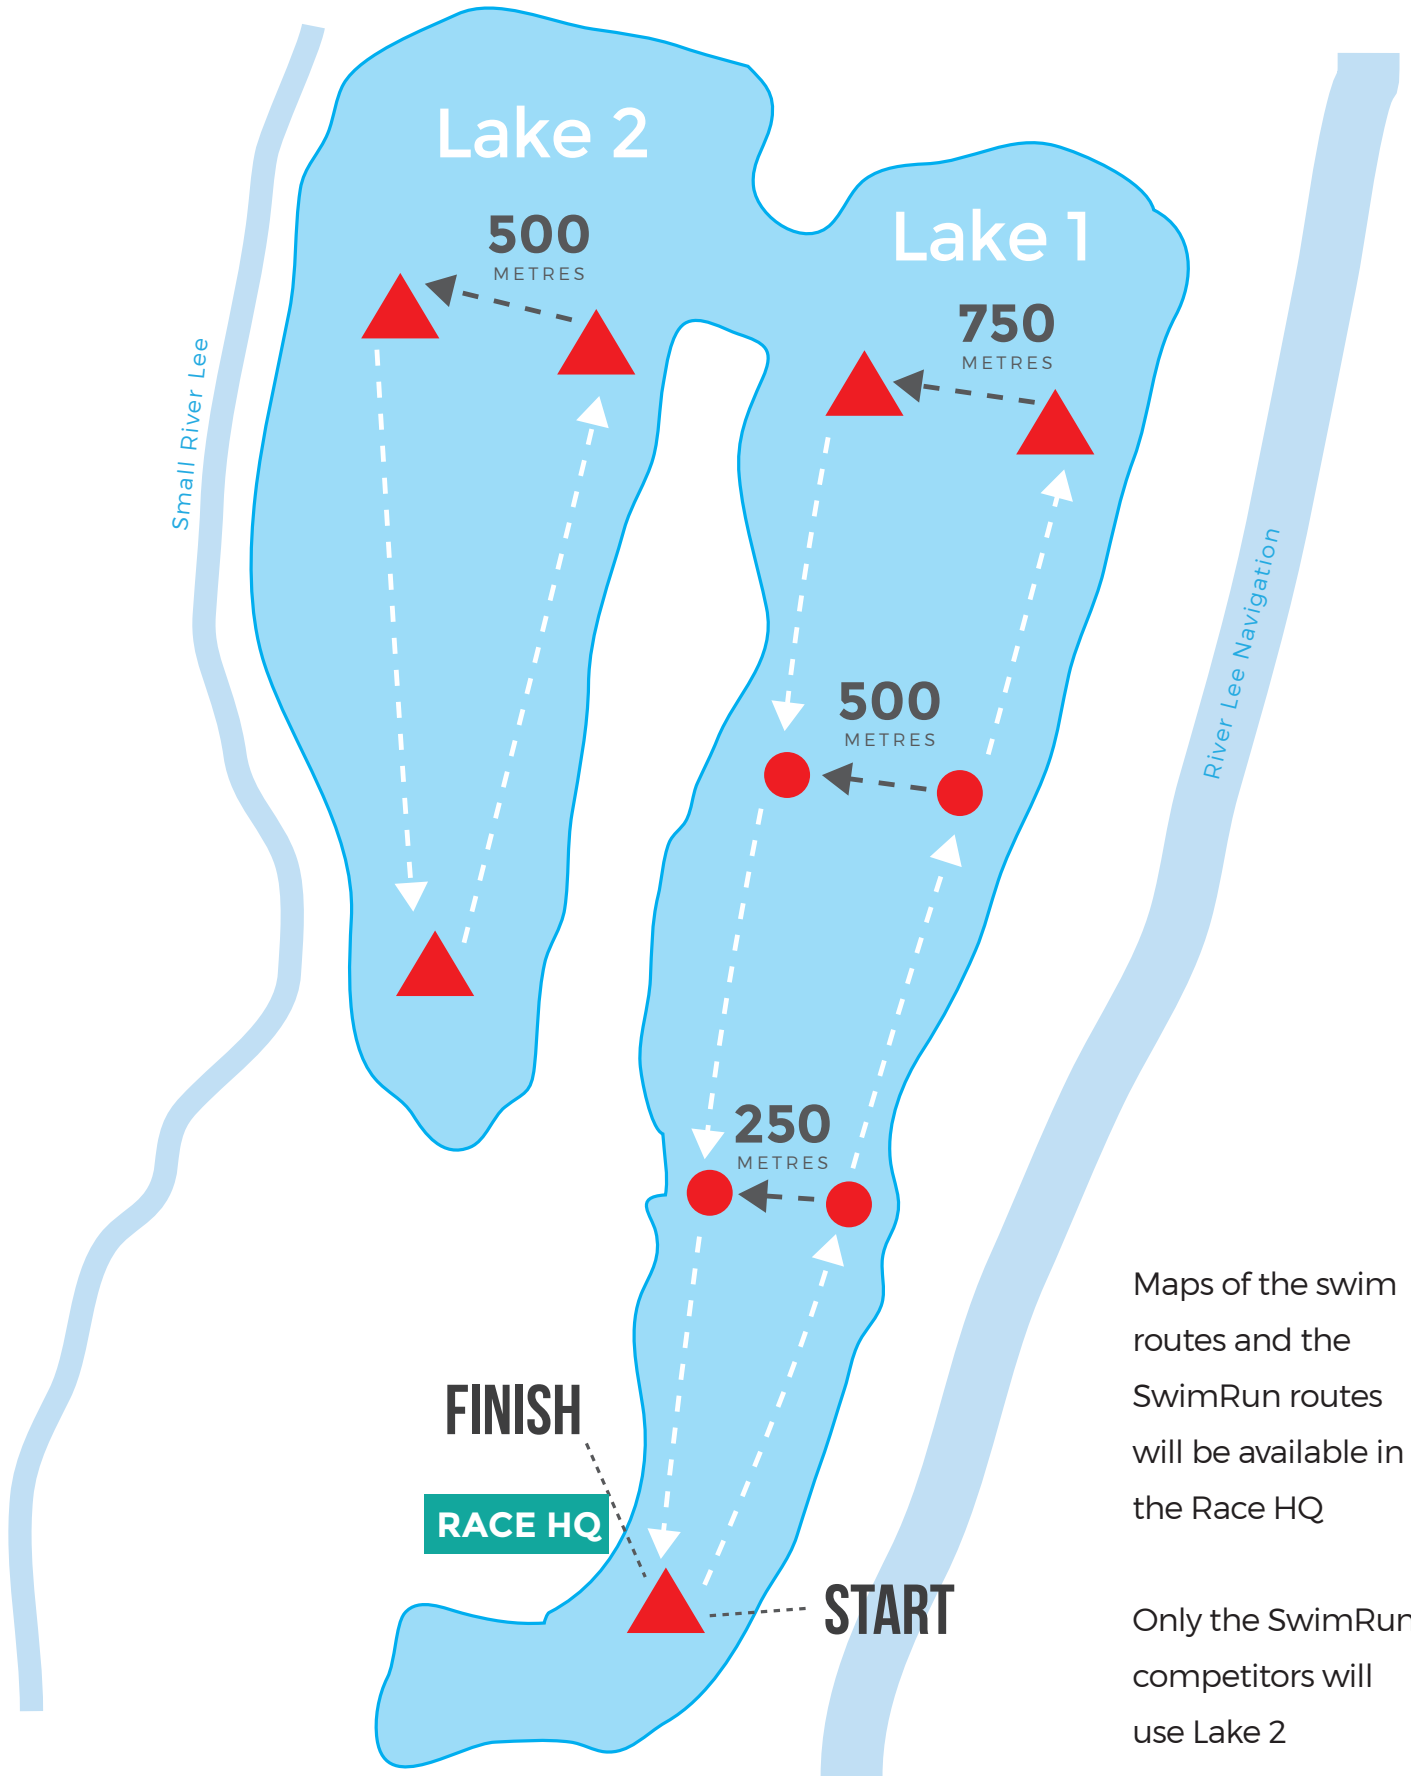 Lake 2
500
METRES
Lake 1
750
METRES
Small River Lee
River Lee Navigation
500
METRES
250
METRES
FINISH
RACE HQ
START
Maps of the swim
routes and the
SwimRun routes
will be available in
the Race HQ
Only the SwimRun
competitors will
use Lake 2